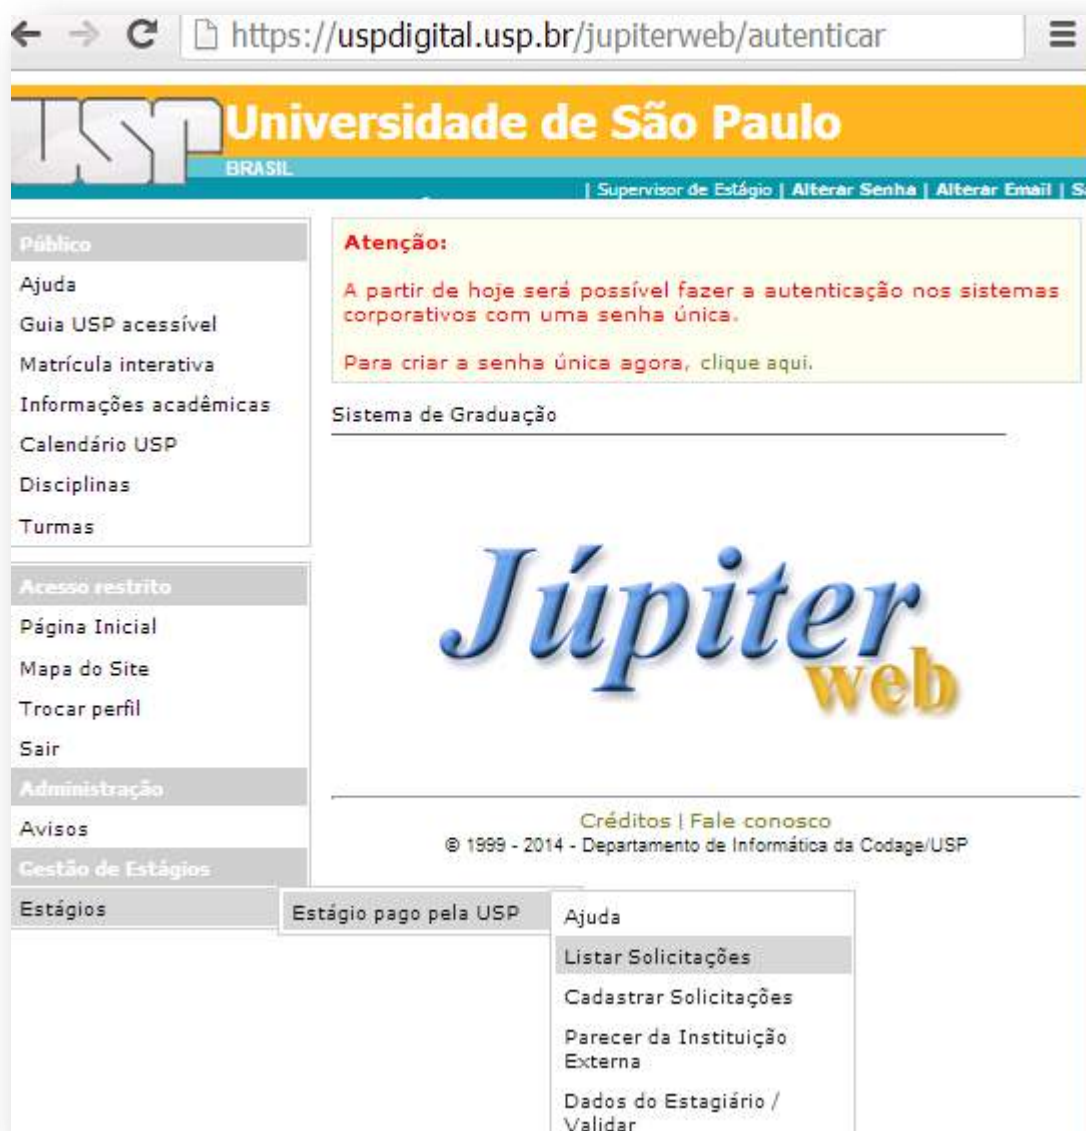 https://uspdigital.usp.br/jupiterweb/autenticar
USP
Universidade de São Paulo
BRASIL
| Supervisor de Estágio | Alterar Senha | Alterar Email |
Público
Ajuda
Guia USP acessível
Matrícula interativa
Informações acadêmicas
Calendário USP
Disciplinas
Turmas
Acesso restrito
Página Inicial
Mapa do Site
Trocar perfil
Sair
Administração
Avisos
Gestão de Estágios
Estágios
Atenção:
A partir de hoje será possível fazer a autenticação nos sistemas
corporativos com uma senha única.
Para criar a senha única agora, clique aqui.
Sistema de Graduação
Júpiter
web
Créditos | Fale conosco
© 1999 - 2014 - Departamento de Informática da Codage/USP
Estágio pago pela USP
Ajuda
Listar Solicitações
Cadastrar Solicitações
Parecer da Instituição
Externa
Dados do Estagiário /
Validar